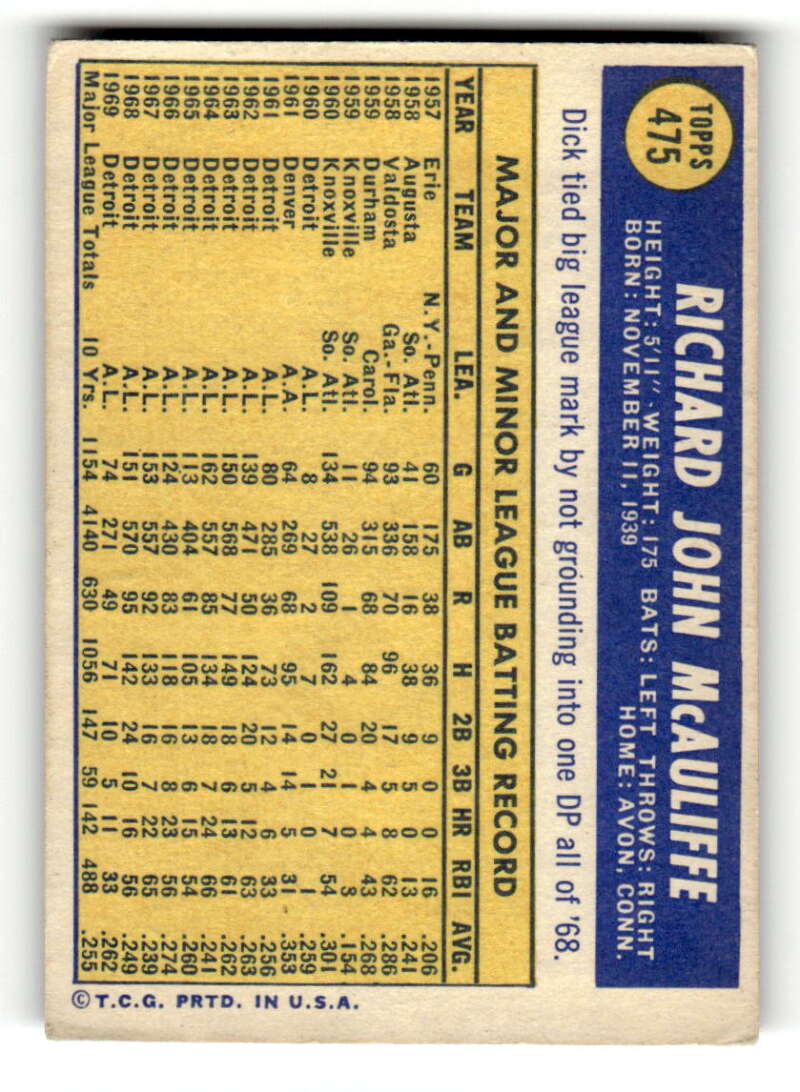 TOPPS
475
RICHARD JOHN McAULIFFE
HEIGHT: 5'11" - WEIGHT: 175 BATS: LEFT THROWS: RIGHT
BORN: NOVEMBER 11, 1939 HOME: AVON, CONN.
Dick tied big league mark by not grounding into one DP all of '68.
MAJOR AND MINOR LEAGUE BATTING RECORD
YEAR TEAM LEA. G AB R H 2B 3B HR RBI AVG.
1957 Erie N.Y.-Penn. 60 175 38 36 9 0 0 16 .206
1958 Augusta So. Atl. 41 158 16 38 9 5 0 13 .241
1958 Valdosta Ga.-Fla. 93 336 70 96 17 5 8 62 .286
1959 Durham Carol. 94 315 68 84 20 4 4 43 .268
1959 Knoxville So. Atl. 11 26 1 4 0 1 0 3 .154
1960 Knoxville So. Atl. 134 538 109 162 27 21 7 54 .301
1960 Detroit A.L. 8 27 2 7 0 1 0 1 .259
1961 Denver A.A. 64 269 68 95 14 14 5 31 .353
1961 Detroit A.L. 80 285 36 73 12 4 6 33 .256
1962 Detroit A.L. 139 471 50 124 20 5 12 63 .263
1963 Detroit A.L. 150 568 77 149 18 6 13 61 .262
1964 Detroit A.L. 162 557 85 134 18 7 24 66 .241
1965 Detroit A.L. 113 404 61 105 13 6 15 54 .260
1966 Detroit A.L. 124 430 83 118 16 8 23 56 .274
1967 Detroit A.L. 153 557 92 133 16 7 22 65 .239
1968 Detroit A.L. 151 570 95 142 24 10 16 56 .249
1969 Detroit A.L. 74 271 49 71 10 5 11 33 .262
Major League Totals 10 Yrs. 1154 4140 630 1056 147 59 142 488 .255
© T.C.G. PRTD. IN U.S.A.